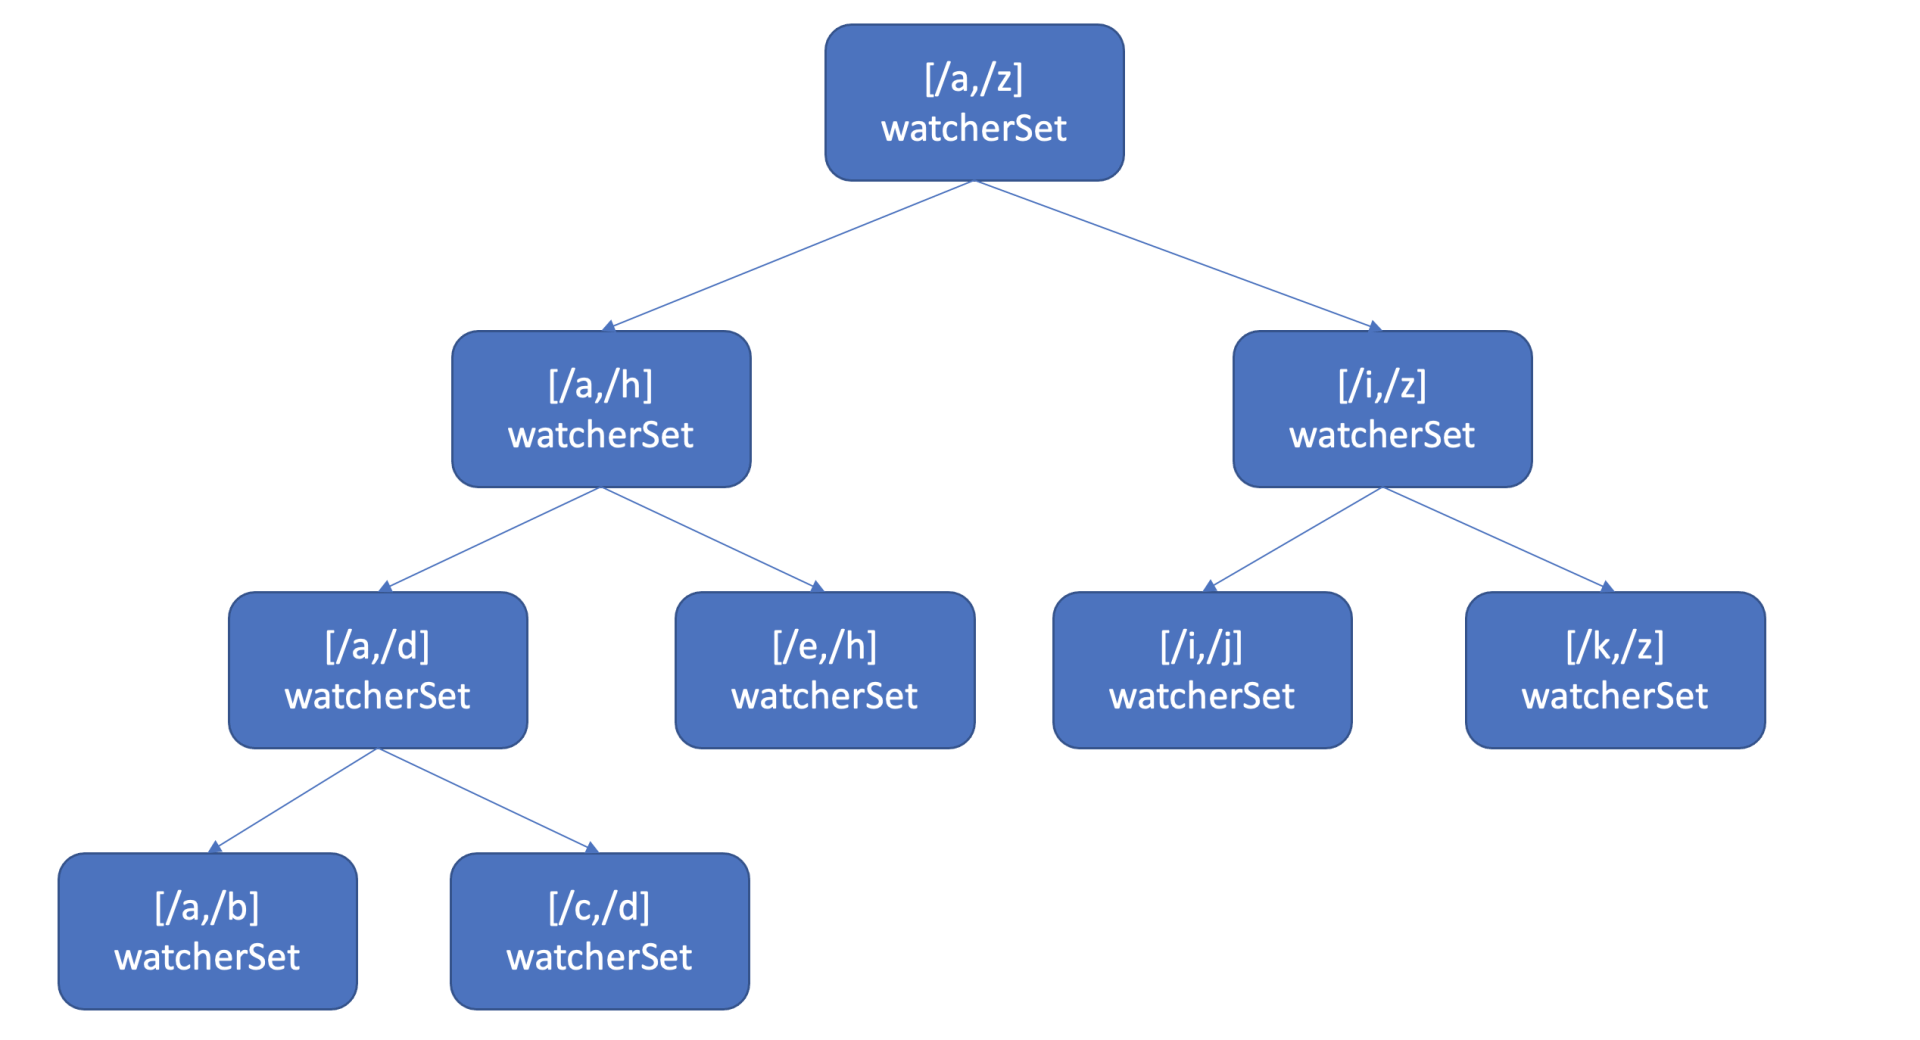 [/a,/z]
watcherSet
[/a,/h]
watcherSet
[/i,/z]
watcherSet
[/a,/d]
watcherSet
[/e,/h]
watcherSet
[/i,/j]
watcherSet
[/k,/z]
watcherSet
[/a,/b]
watcherSet
[/c,/d]
watcherSet